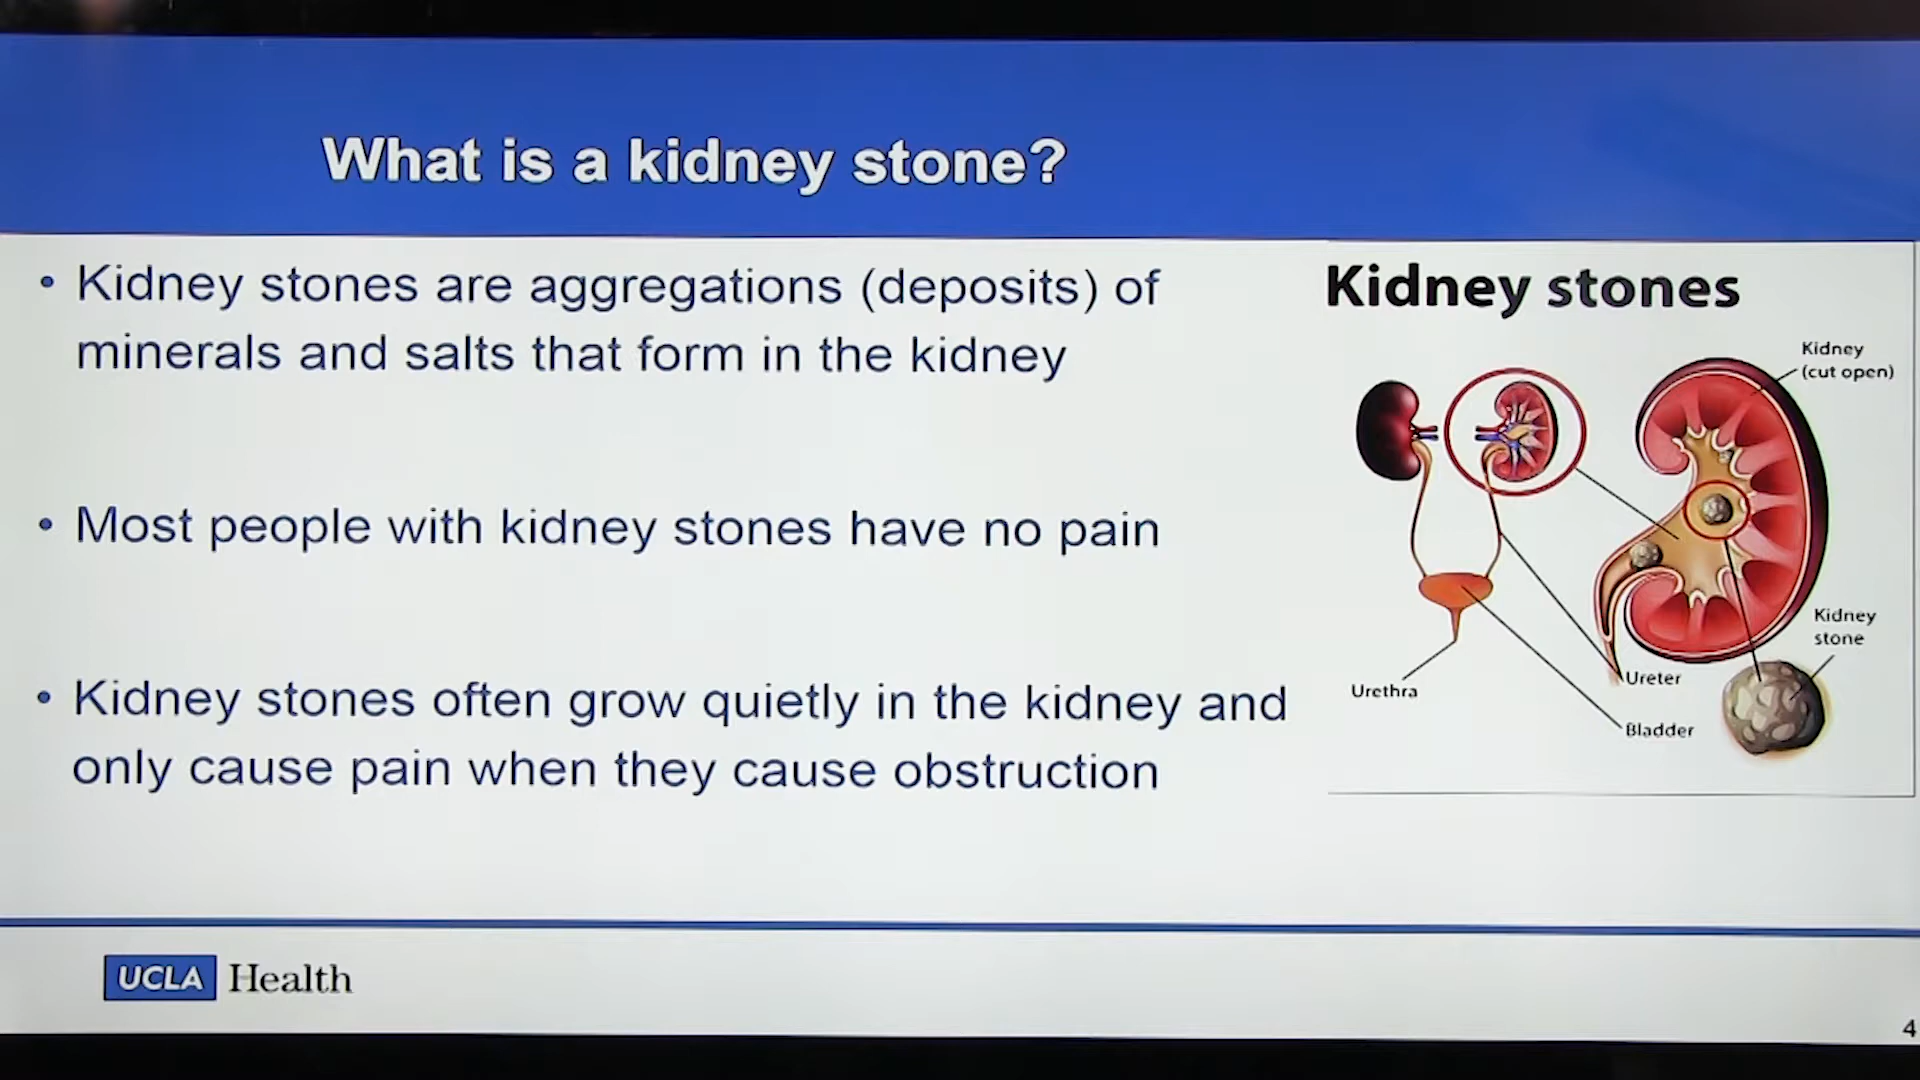 What is a kidney stone?
• Kidney stones are aggregations (deposits) of
minerals and salts that form in the kidney
• Most people with kidney stones have no pain
• Kidney stones often grow quietly in the kidney and
only cause pain when they cause obstruction
Kidney stones
Kidney
(cut open)
Kidney
stone
Ureter
Urethra
Bladder
UCLA Health
4